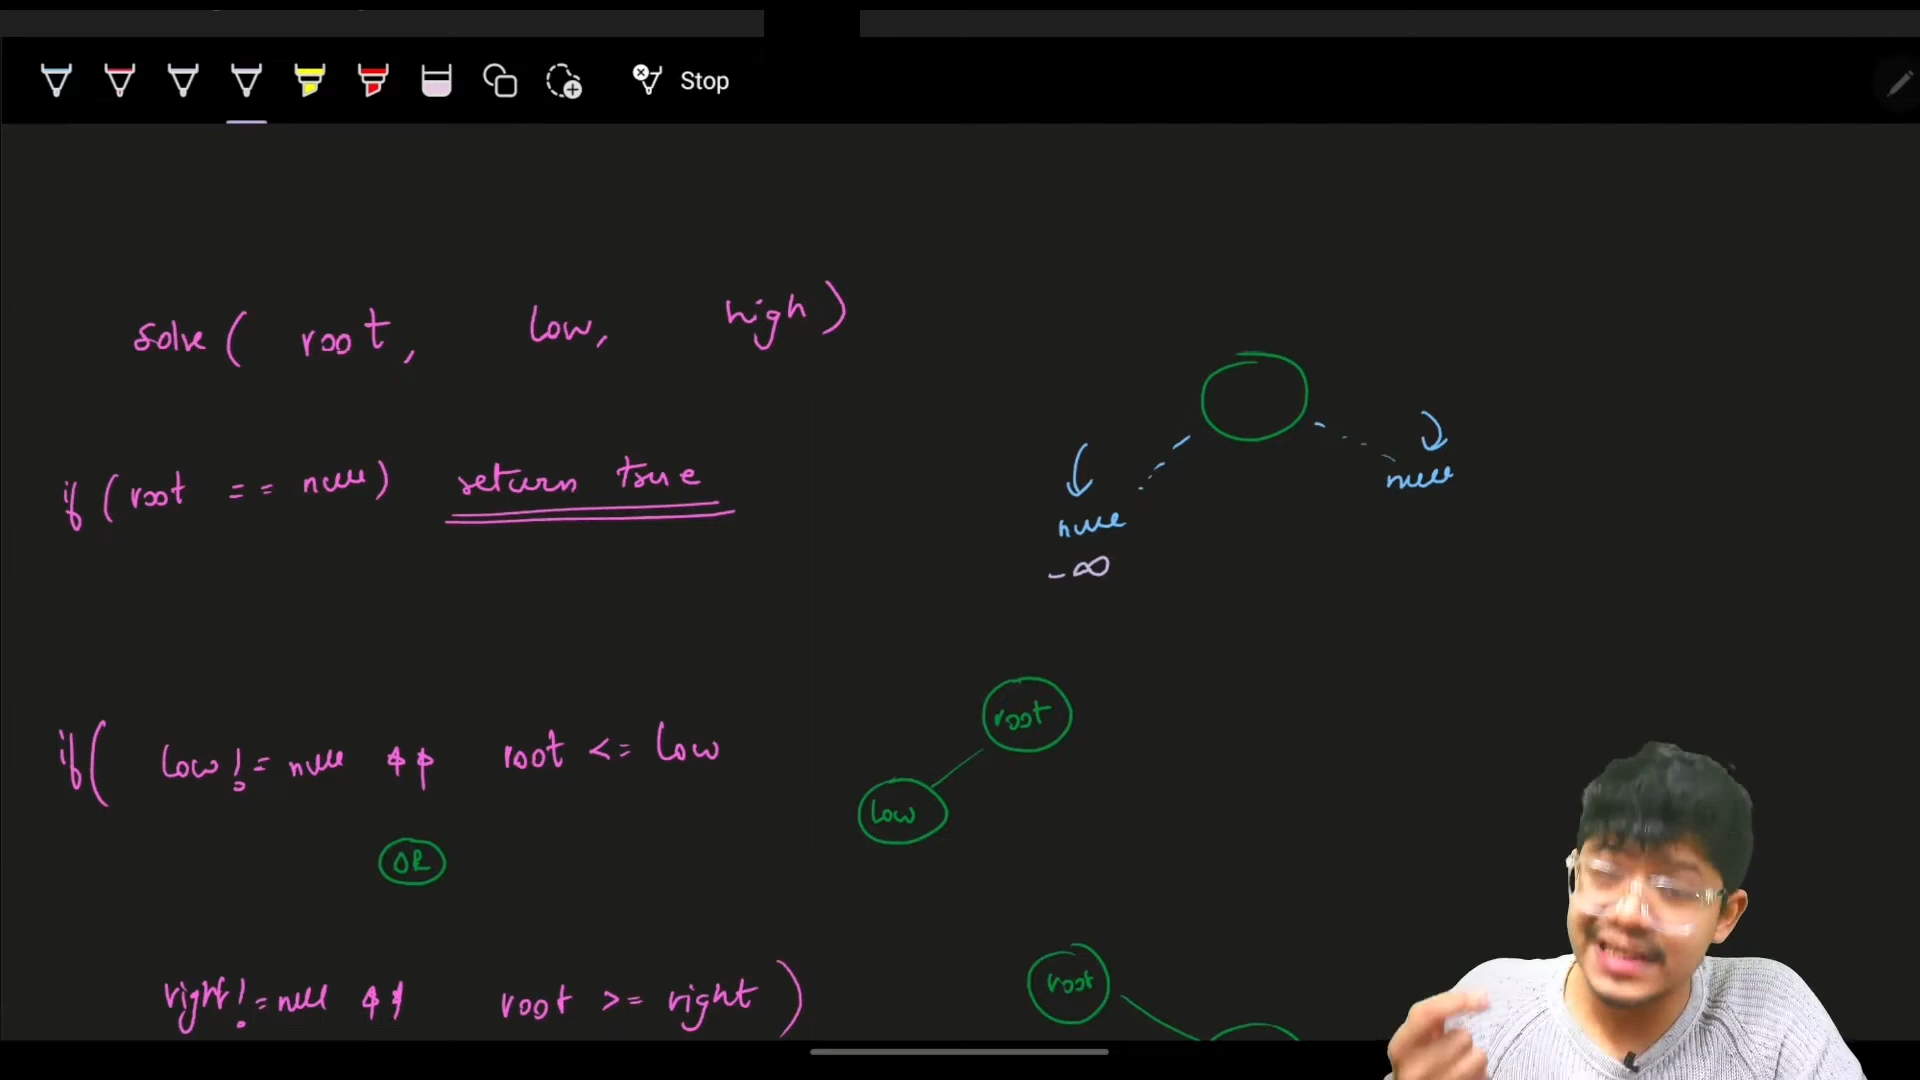 Stop
solve( root, low, high)
if (root == null) return true
null
null
-∞
if( low != null && root <= low
root
low
OR
right != null && root >= right )
root